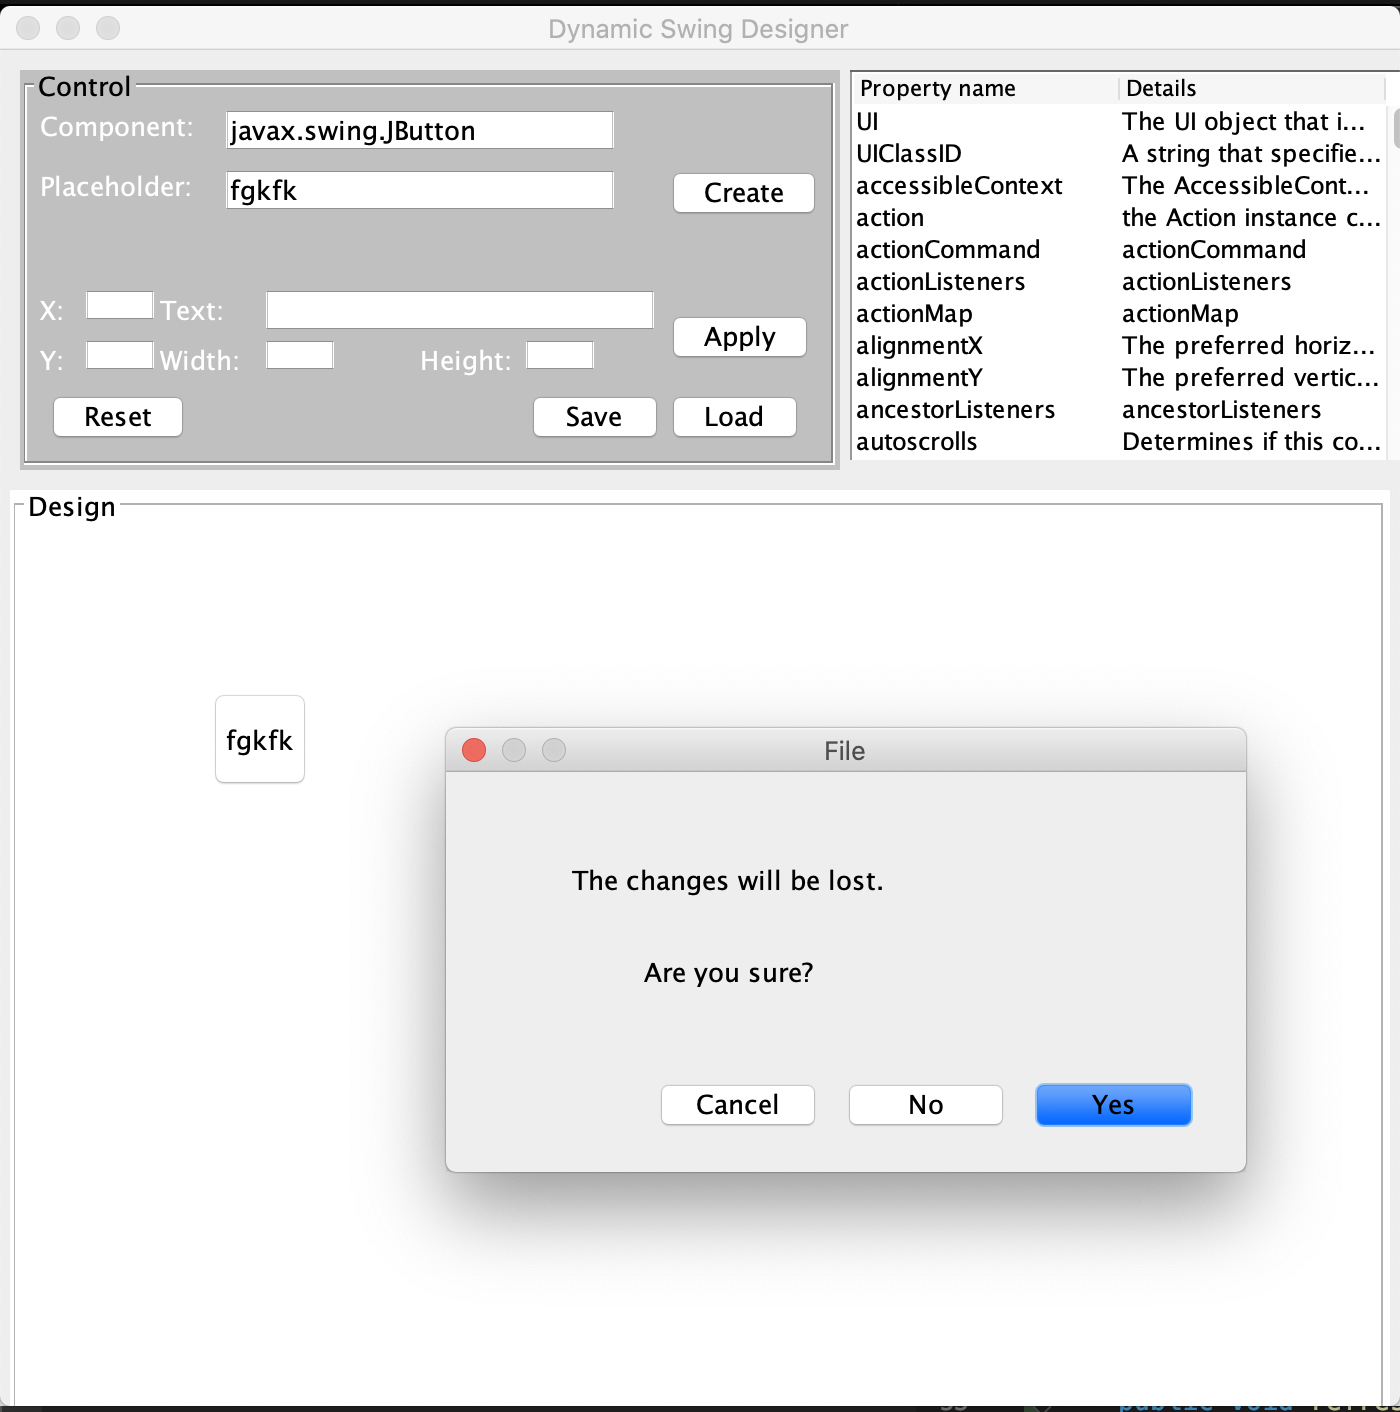 Dynamic Swing Designer
Control
Component: javax.swing.JButton
Placeholder: fgkfk Create
X: Text:
Apply
Y: Width: Height:
Reset Save Load
Property name Details
UI The UI object that i...
UIClassID A string that specifie...
accessibleContext The AccessibleCont...
action the Action instance c...
actionCommand actionCommand
actionListeners actionListeners
actionMap actionMap
alignmentX The preferred horiz...
alignmentY The preferred vertic...
ancestorListeners ancestorListeners
autoscrolls Determines if this co...
Design
fgkfk
File
The changes will be lost.
Are you sure?
Cancel No Yes